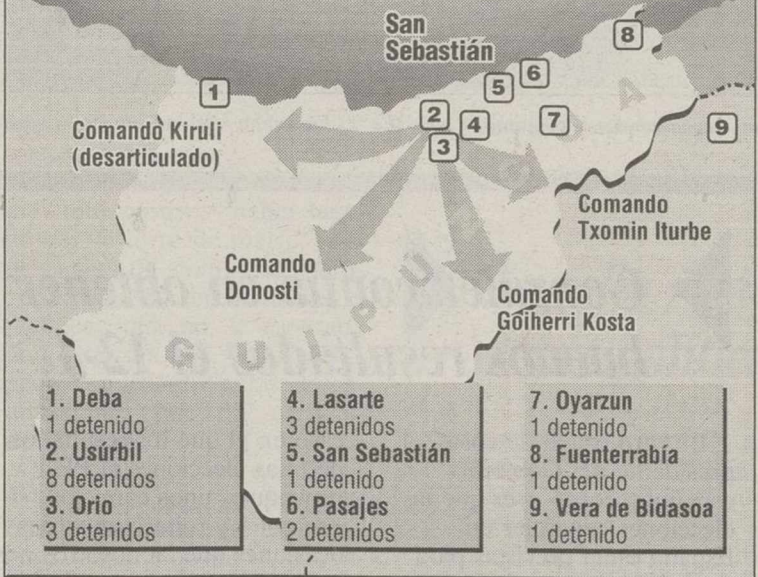 San
Sebastián
8
6
1
5
2
4
7
9
3
Comando Kiruli
(desarticulado)
Comando
Txomin Iturbe
Comando
Donosti
Comando
Goiherri Kosta
GUIPUZCOA
1. Deba
1 detenido
2. Usúrbil
8 detenidos
3. Orio
3 detenidos
4. Lasarte
3 detenidos
5. San Sebastián
1 detenido
6. Pasajes
2 detenidos
7. Oyarzun
1 detenido
8. Fuenterrabía
1 detenido
9. Vera de Bidasoa
1 detenido